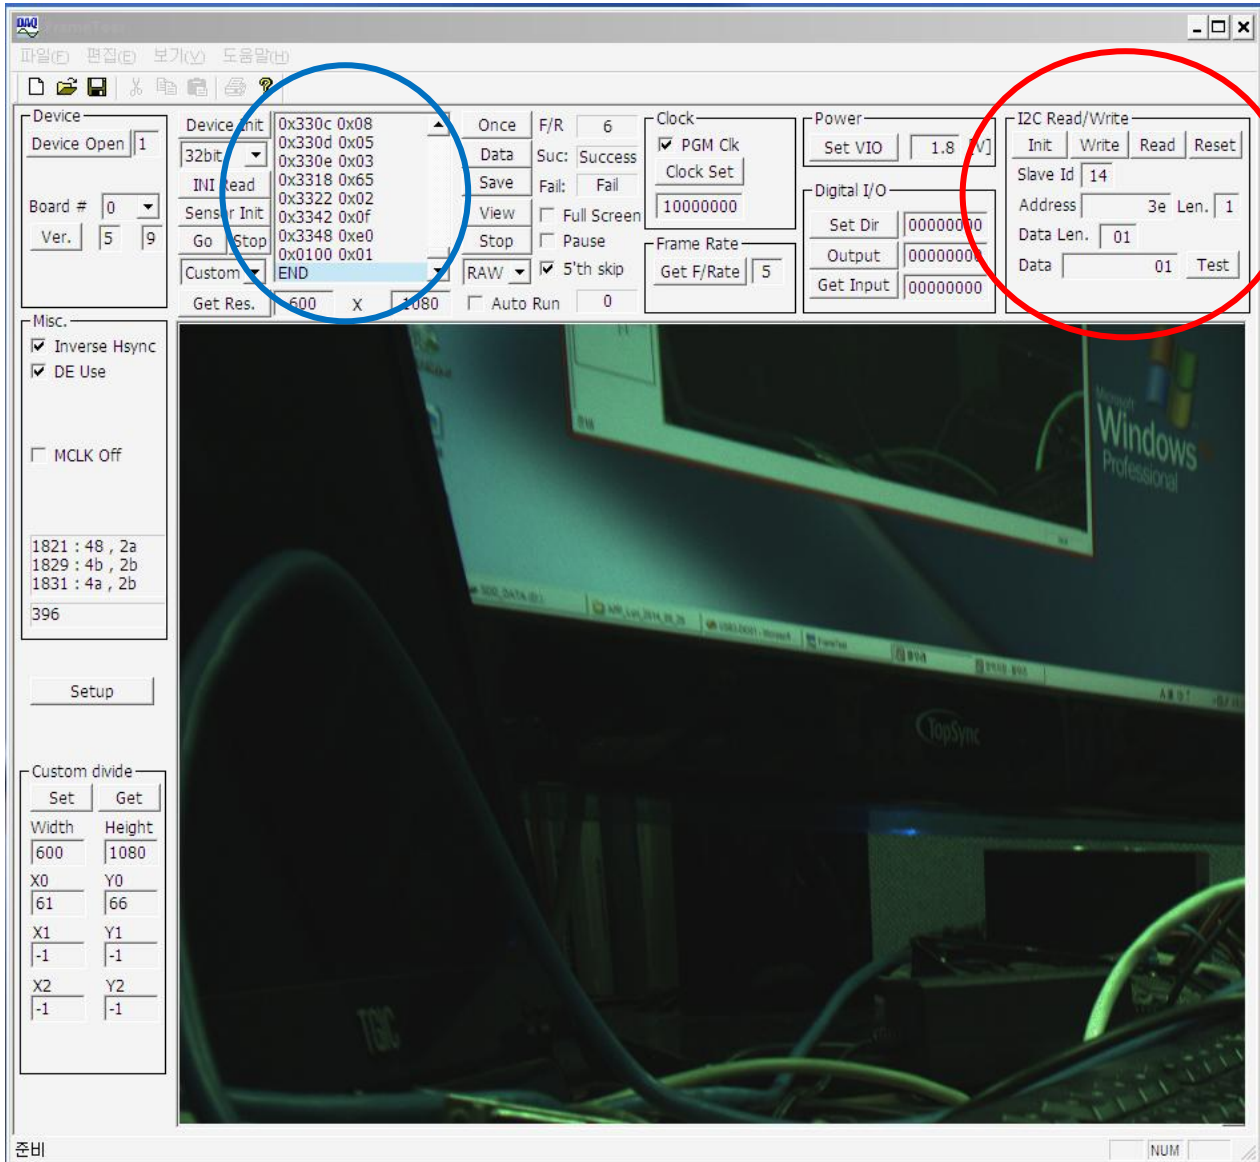 DAQ FrameTest
파일(F) 편집(E) 보기(V) 도움말(H)
Device
Device Open 1
Board # 0
Ver. 5 9
Device Init
32bit
INI Read
Sensor Init
Go Stop
Custom
Get Res. 600 X 1080
0x330c 0x08
0x330d 0x05
0x330e 0x03
0x3318 0x65
0x3322 0x02
0x3342 0x0f
0x3348 0xe0
0x0100 0x01
END
Once F/R 6
Data Suc: Success
Save Fail: Fail
View Full Screen
Stop Pause
RAW 5'th skip
Auto Run 0
Clock
PGM Clk
Clock Set
10000000
Frame Rate
Get F/Rate 5
Power
Set VIO 1.8 [V]
Digital I/O
Set Dir 00000000
Output 00000000
Get Input 00000000
I2C Read/Write
Init Write Read Reset
Slave Id 14
Address 3e Len. 1
Data Len. 01
Data 01 Test
Misc.
Inverse Hsync
DE Use
MCLK Off
1821 : 48 , 2a
1829 : 4b , 2b
1831 : 4a , 2b
396
Setup
Custom divide
Set Get
Width Height
600 1080
X0 Y0
61 66
X1 Y1
-1 -1
X2 Y2
-1 -1
Microsoft
Windows
Professional
FrameTest
TopSync
TGIC
준비
NUM